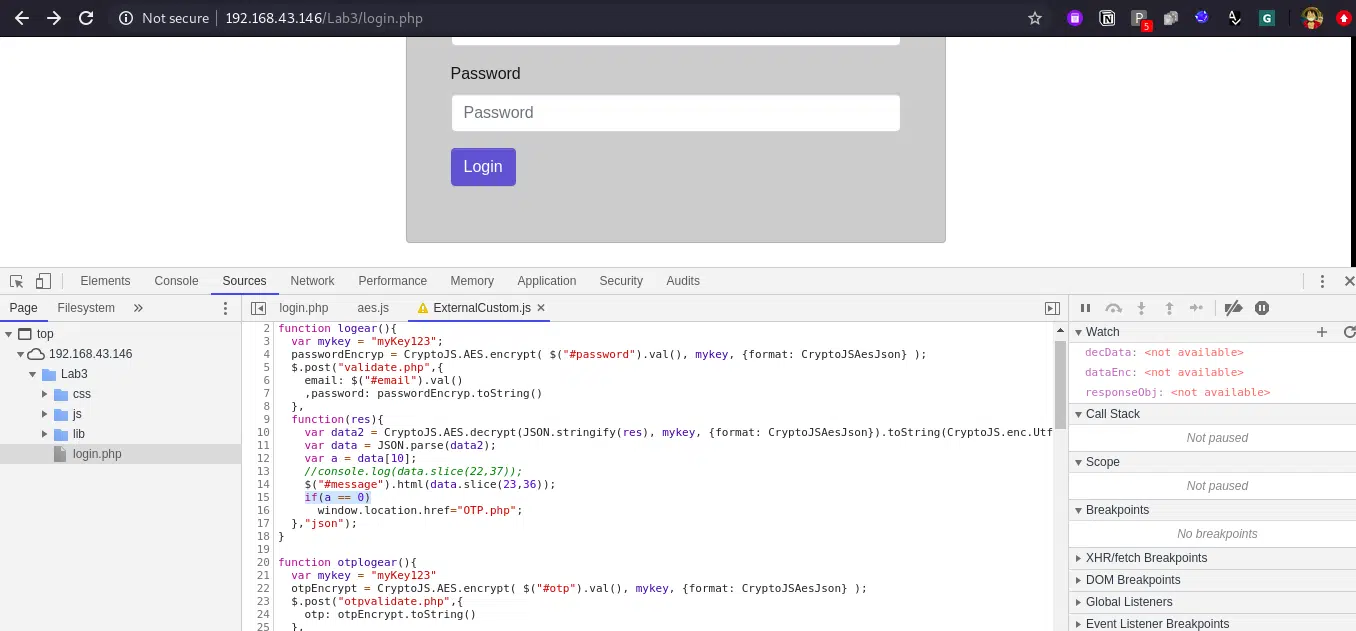 Not secure 192.168.43.146/Lab3/login.php P 5 G
Password
Password
Login
Elements Console Sources Network Performance Memory Application Security Audits
Page Filesystem » login.php aes.js ExternalCustom.js ×
top
192.168.43.146
Lab3
css
js
lib
login.php
2 function logear(){
3 var mykey = "myKey123";
4 passwordEncryp = CryptoJS.AES.encrypt( $("#password").val(), mykey, {format: CryptoJSAesJson} );
5 $.post("validate.php",{
6 email: $("#email").val()
7 ,password: passwordEncryp.toString()
8 },
9 function(res){
10 var data2 = CryptoJS.AES.decrypt(JSON.stringify(res), mykey, {format: CryptoJSAesJson}).toString(CryptoJS.enc.Utf
11 var data = JSON.parse(data2);
12 var a = data[10];
13 //console.log(data.slice(22,37));
14 $("#message").html(data.slice(23,36));
15 if(a == 0)
16 window.location.href="OTP.php";
17 },"json");
18 }
19
20 function otplogear(){
21 var mykey = "myKey123"
22 otpEncrypt = CryptoJS.AES.encrypt( $("#otp").val(), mykey, {format: CryptoJSAesJson} );
23 $.post("otpvalidate.php",{
24 otp: otpEncrypt.toString()
25 },
Watch
decData: <not available>
dataEnc: <not available>
responseObj: <not available>
Call Stack
Not paused
Scope
Not paused
Breakpoints
No breakpoints
XHR/fetch Breakpoints
DOM Breakpoints
Global Listeners
Event Listener Breakpoints